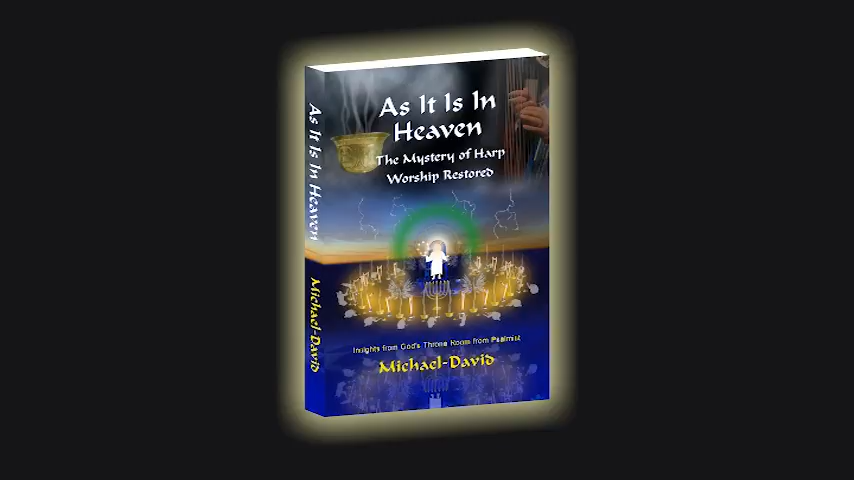 As It Is In
Heaven
The Mystery of Harp
Worship Restored
Insights from God's Throne Room from Psalmist
Michael-David
As It Is In Heaven
Michael-David